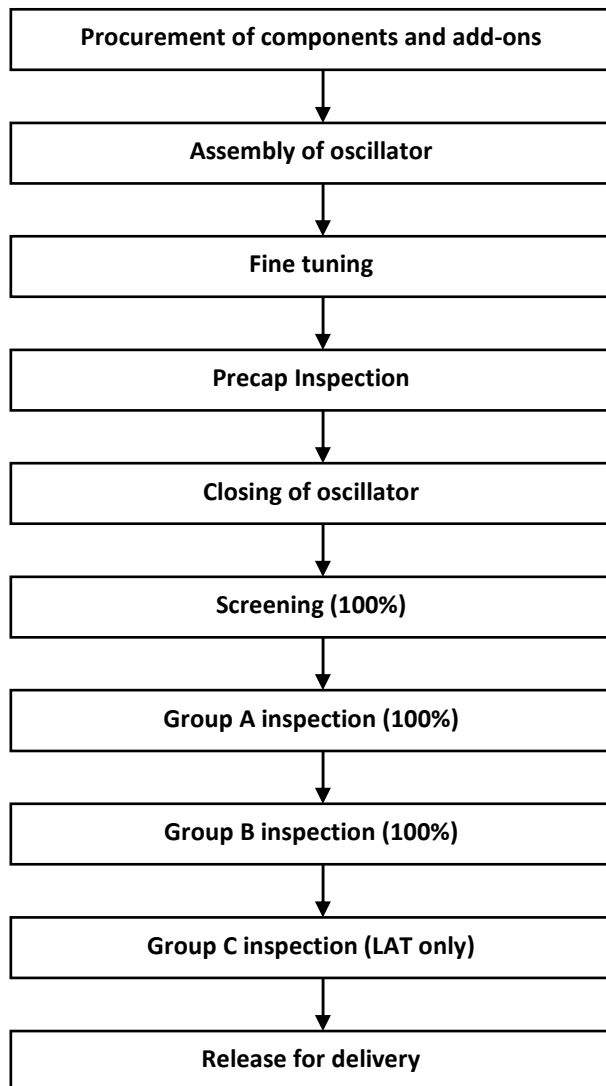 Procurement of components and add-ons
Assembly of oscillator
Fine tuning
Precap Inspection
Closing of oscillator
Screening (100%)
Group A inspection (100%)
Group B inspection (100%)
Group C inspection (LAT only)
Release for delivery